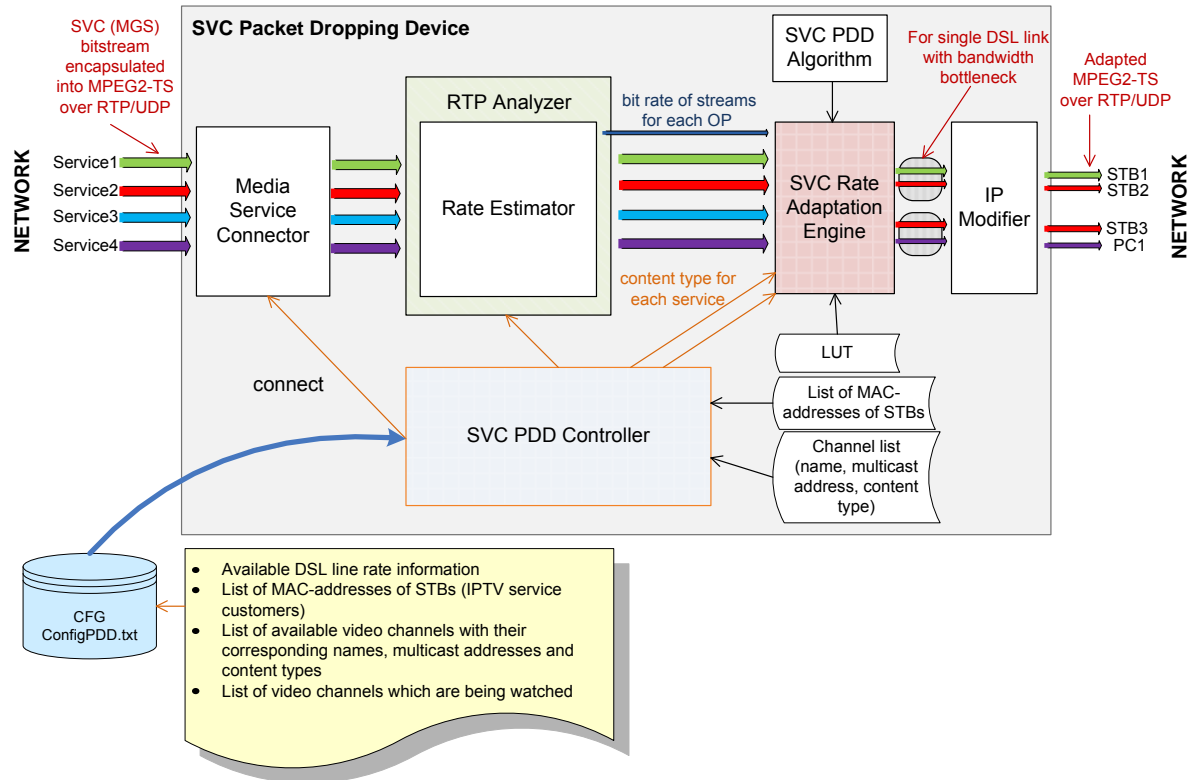 SVC Packet Dropping Device
SVC (MGS)
bitstream
encapsulated
into MPEG2-TS
over RTP/UDP
SVC PDD
Algorithm
For single DSL link
with bandwidth
bottleneck
Adapted
MPEG2-TS
over RTP/UDP
RTP Analyzer
bit rate of streams
for each OP
NETWORK
Service1
Service2
Service3
Service4
Media
Service
Connector
Rate Estimator
SVC Rate
Adaptation
Engine
IP
Modifier
STB1
STB2
STB3
PC1
NETWORK
content type for
each service
LUT
connect
SVC PDD Controller
List of MAC-
addresses of STBs
Channel list
(name, multicast
address, content
type)
CFG
ConfigPDD.txt
• Available DSL line rate information
• List of MAC-addresses of STBs (IPTV service
customers)
• List of available video channels with their
corresponding names, multicast addresses and
content types
• List of video channels which are being watched